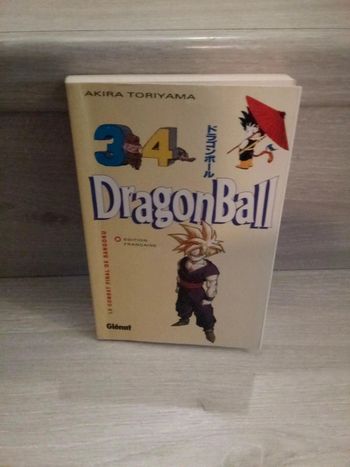 AKIRA TORIYAMA
34
ドラゴンボール
DragonBall
LE COMBAT FINAL DE SANGOKU
EDITION
FRANÇAISE
Glénat